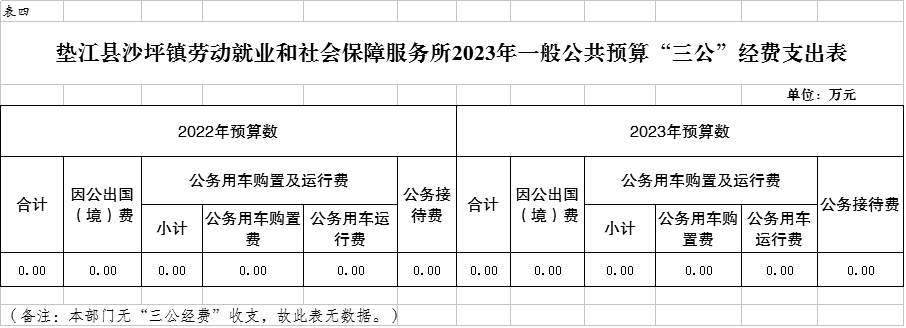 表四
垫江县沙坪镇劳动就业和社会保障服务所2023年一般公共预算“三公”经费支出表
单位：万元
2022年预算数 2023年预算数
合计 因公出国（境）费 公务用车购置及运行费 公务接待费 合计 因公出国（境）费 公务用车购置及运行费 公务接待费
小计 公务用车购置费 公务用车运行费 小计 公务用车购置费 公务用车运行费
0.00 0.00 0.00 0.00 0.00 0.00 0.00 0.00 0.00 0.00 0.00 0.00
（备注：本部门无“三公经费”收支，故此表无数据。）